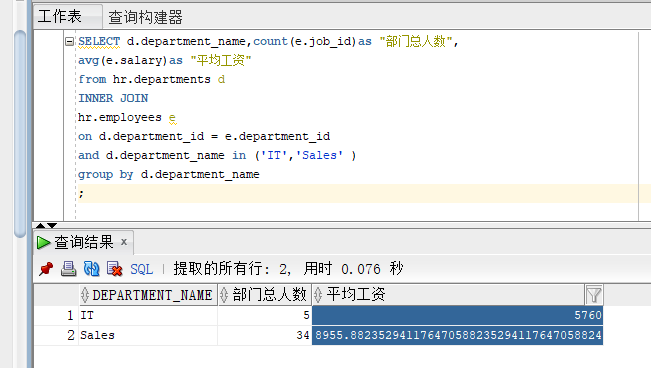 工作表 查询构建器
SELECT d.department_name,count(e.job_id)as "部门总人数",
avg(e.salary)as "平均工资"
from hr.departments d
INNER JOIN
hr.employees e
on d.department_id = e.department_id
and d.department_name in ('IT','Sales' )
group by d.department_name
;
查询结果 x
SQL | 提取的所有行: 2, 用时 0.076 秒
DEPARTMENT_NAME 部门总人数 平均工资
1 IT 5 5760
2 Sales 34 8955.88235294117647058823529411764705882​4